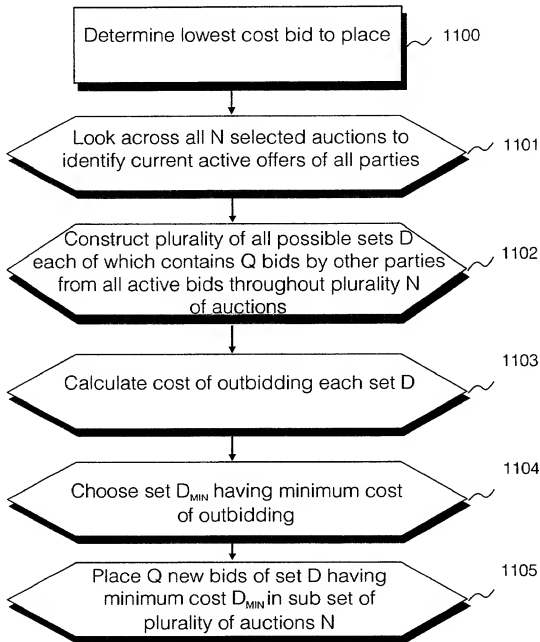 Determine lowest cost bid to place
1100
Look across all N selected auctions to
identify current active offers of all parties
1101
Construct plurality of all possible sets D
each of which contains Q bids by other parties
from all active bids throughout plurality N
of auctions
1102
Calculate cost of outbidding each set D
1103
Choose set D_MIN having minimum cost
of outbidding
1104
Place Q new bids of set D having
minimum cost D_MIN in sub set of
plurality of auctions N
1105